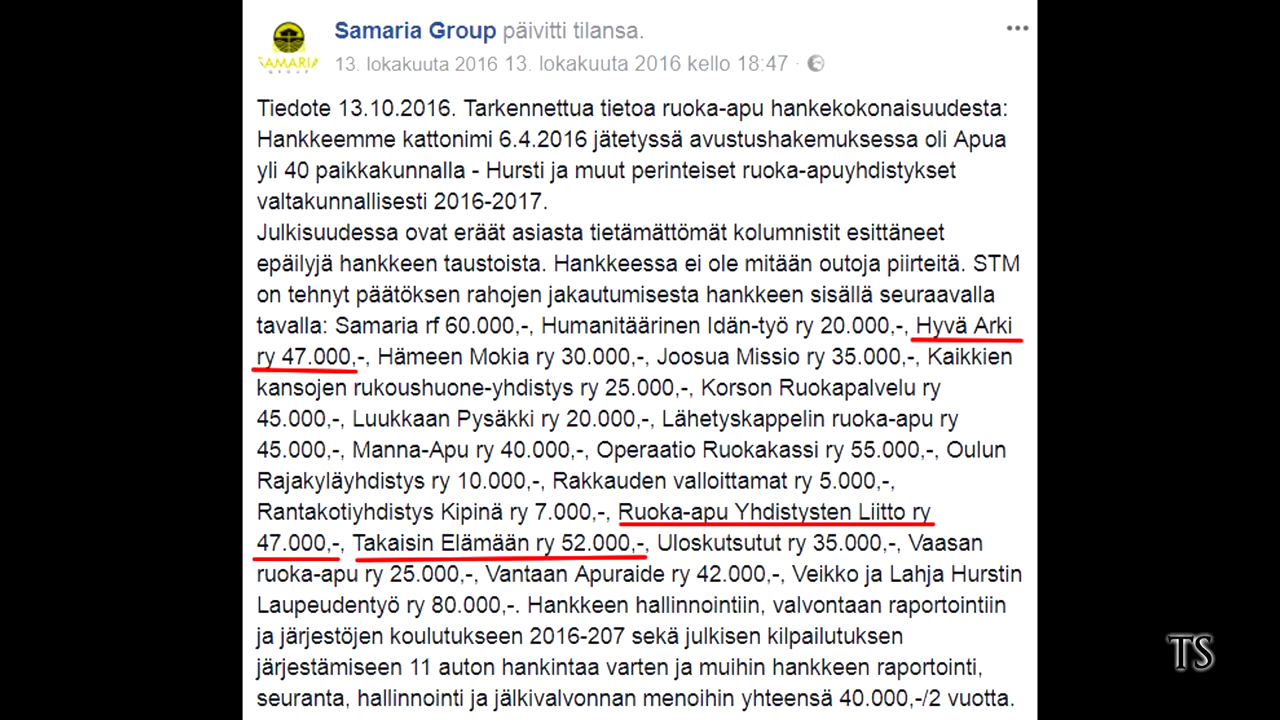 Samaria Group päivitti tilansa.
13. lokakuuta 2016 13. lokakuuta 2016 kello 18:47 ·
SAMARIA
GROUP
Tiedote 13.10.2016. Tarkennettua tietoa ruoka-apu hankekokonaisuudesta:
Hankkeemme kattonimi 6.4.2016 jätetyssä avustushakemuksessa oli Apua
yli 40 paikkakunnalla - Hursti ja muut perinteiset ruoka-apuyhdistykset
valtakunnallisesti 2016-2017.
Julkisuudessa ovat eräät asiasta tietämättömät kolumnistit esittäneet
epäilyjä hankkeen taustoista. Hankkeessa ei ole mitään outoja piirteitä. STM
on tehnyt päätöksen rahojen jakautumisesta hankkeen sisällä seuraavalla
tavalla: Samaria rf 60.000,-, Humanitäärinen Idän-työ ry 20.000,-, Hyvä Arki
ry 47.000,-, Hämeen Mokia ry 30.000,-, Joosua Missio ry 35.000,-, Kaikkien
kansojen rukoushuone-yhdistys ry 25.000,-, Korson Ruokapalvelu ry
45.000,-, Luukkaan Pysäkki ry 20.000,-, Lähetyskappelin ruoka-apu ry
45.000,-, Manna-Apu ry 40.000,-, Operaatio Ruokakassi ry 55.000,-, Oulun
Rajakyläyhdistys ry 10.000,-, Rakkauden valloittamat ry 5.000,-,
Rantakotiyhdistys Kipinä ry 7.000,-, Ruoka-apu Yhdistysten Liitto ry
47.000,-, Takaisin Elämään ry 52.000,-, Uloskutsutut ry 35.000,-, Vaasan
ruoka-apu ry 25.000,-, Vantaan Apuraide ry 42.000,-, Veikko ja Lahja Hurstin
Laupeudentyö ry 80.000,-. Hankkeen hallinnointiin, valvontaan raportointiin
ja järjestöjen koulutukseen 2016-207 sekä julkisen kilpailutuksen
järjestämiseen 11 auton hankintaa varten ja muihin hankkeen raportointi,
seuranta, hallinnointi ja jälkivalvonnan menoihin yhteensä 40.000,-/2 vuotta.
TS